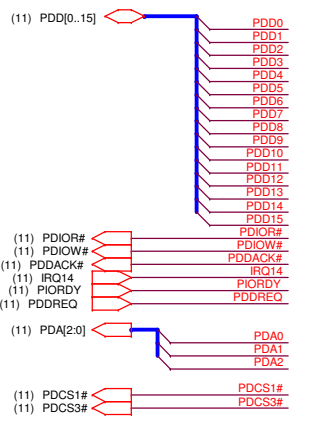 (11) PDD[0..15]
PDD0
PDD1
PDD2
PDD3
PDD4
PDD5
PDD6
PDD7
PDD8
PDD9
PDD10
PDD11
PDD12
PDD13
PDD14
PDD15
(11) PDIOR# PDIOR#
(11) PDIOW# PDIOW#
(11) PDDACK# PDDACK#
(11) IRQ14 IRQ14
(11) PIORDY PIORDY
(11) PDDREQ PDDREQ
(11) PDA[2:0]
PDA0
PDA1
PDA2
(11) PDCS1# PDCS1#
(11) PDCS3# PDCS3#